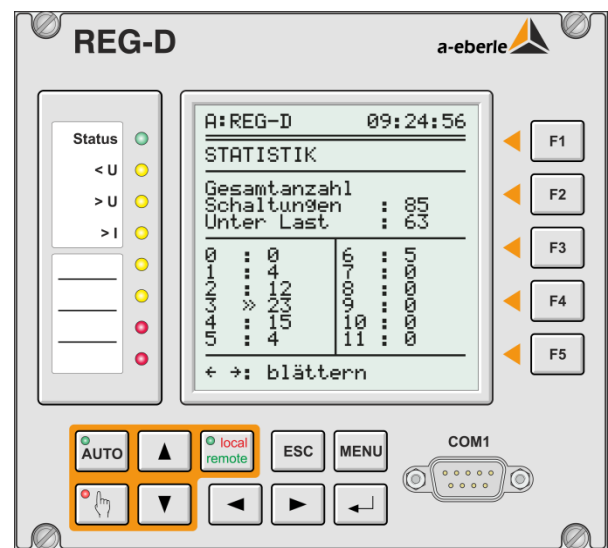 REG-D
a-eberle
Status
< U
> U
> I
A:REG-D 09:24:56
STATISTIK
Gesamtanzahl
Schaltungen : 85
Unter Last : 63
0 : 0 6 : 5
1 : 4 7 : 0
2 : 12 8 : 0
3 » 23 9 : 0
4 : 15 10 : 0
5 : 4 11 : 0
← →: blättern
F1
F2
F3
F4
F5
AUTO
local
remote
ESC
MENU
COM1